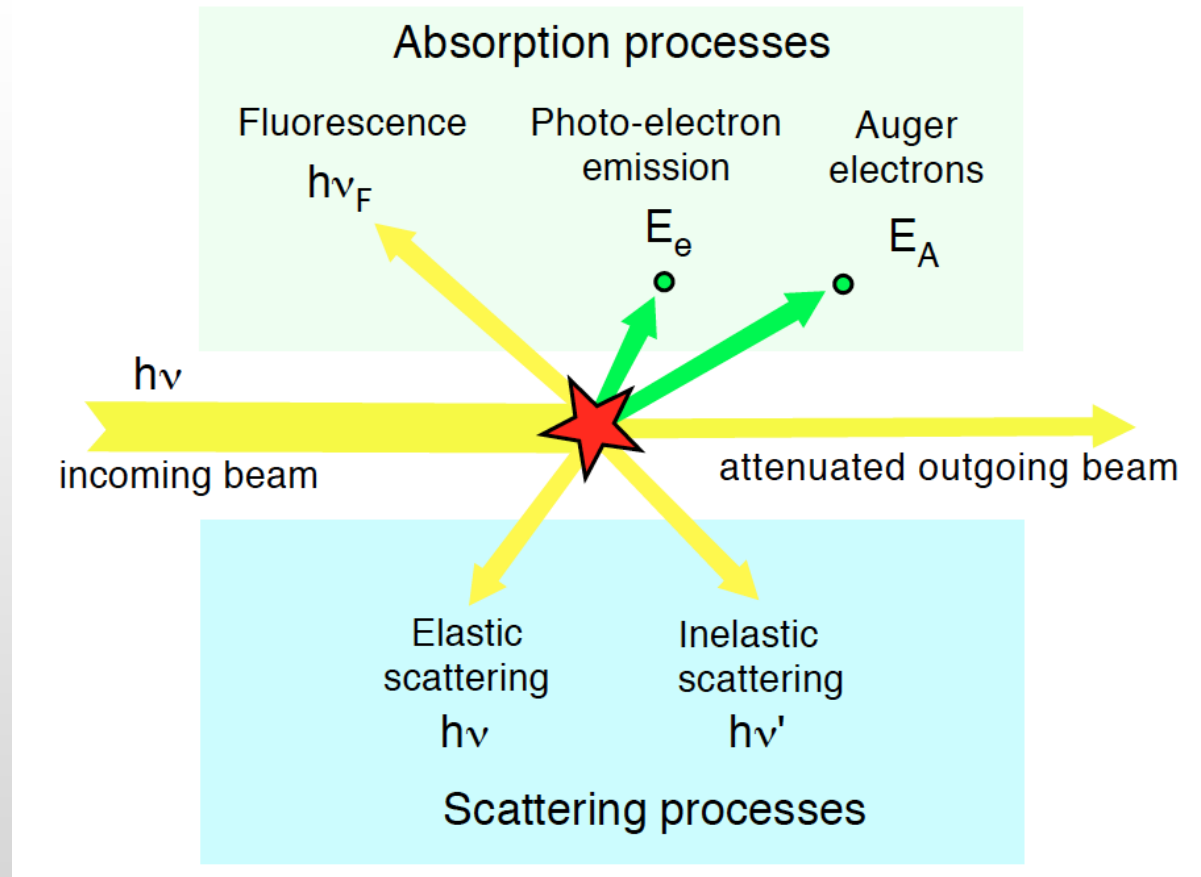 Absorption processes
Fluorescence
hν_F
Photo-electron
emission
E_e
Auger
electrons
E_A
hν
incoming beam
attenuated outgoing beam
Elastic
scattering
hν
Inelastic
scattering
hν'
Scattering processes